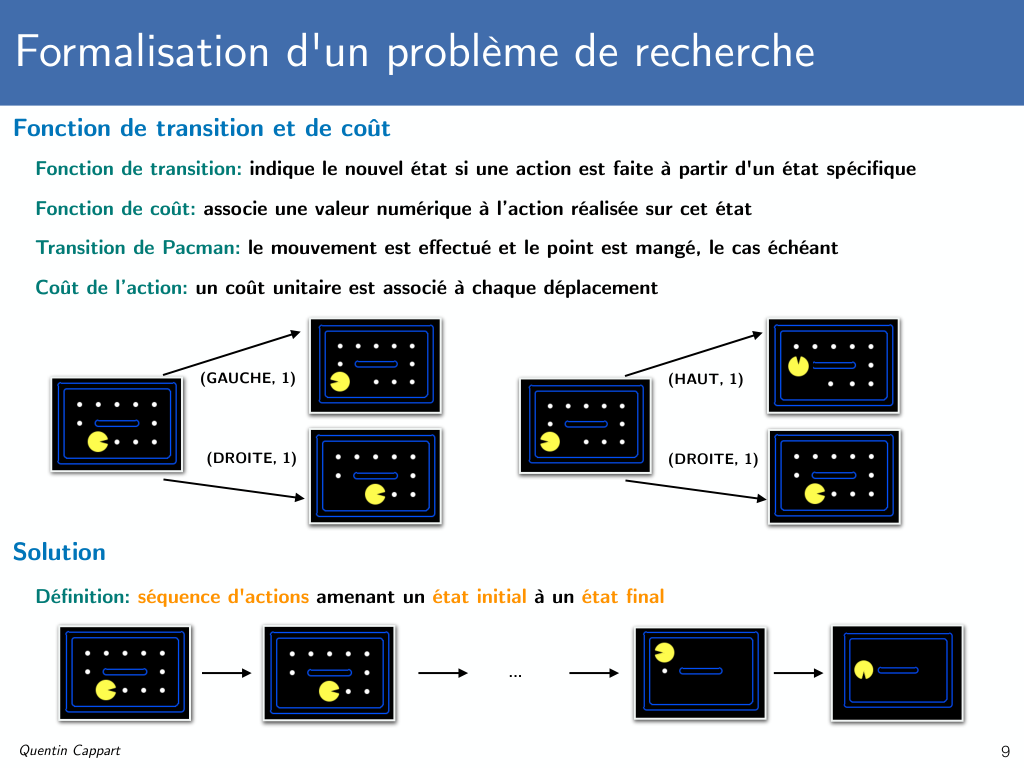 Formalisation d'un problème de recherche
Fonction de transition et de coût
Fonction de transition: indique le nouvel état si une action est faite à partir d'un état spécifique
Fonction de coût: associe une valeur numérique à l’action réalisée sur cet état
Transition de Pacman: le mouvement est effectué et le point est mangé, le cas échéant
Coût de l’action: un coût unitaire est associé à chaque déplacement
(GAUCHE, 1)
(HAUT, 1)
(DROITE, 1)
(DROITE, 1)
Solution
Définition: séquence d'actions amenant un état initial à un état final
...
Quentin Cappart
9